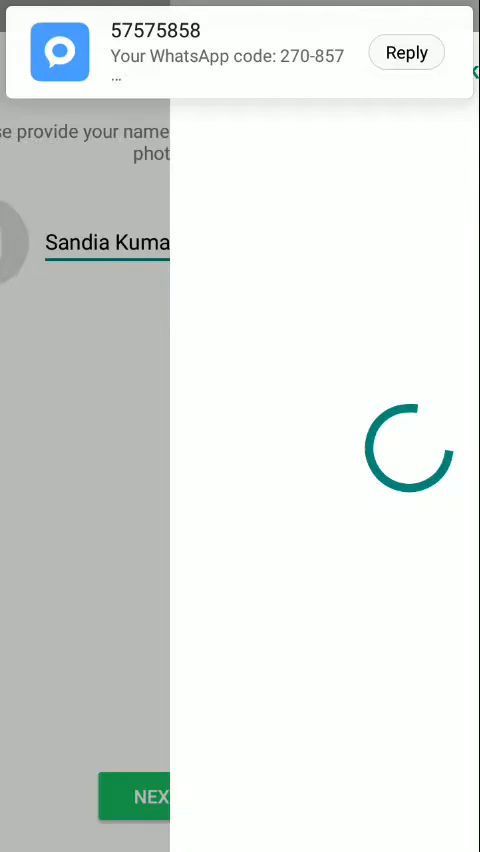 57575858
Your WhatsApp code: 270-857
...
Reply
se provide your name
phot
Sandia Kuma
NEX